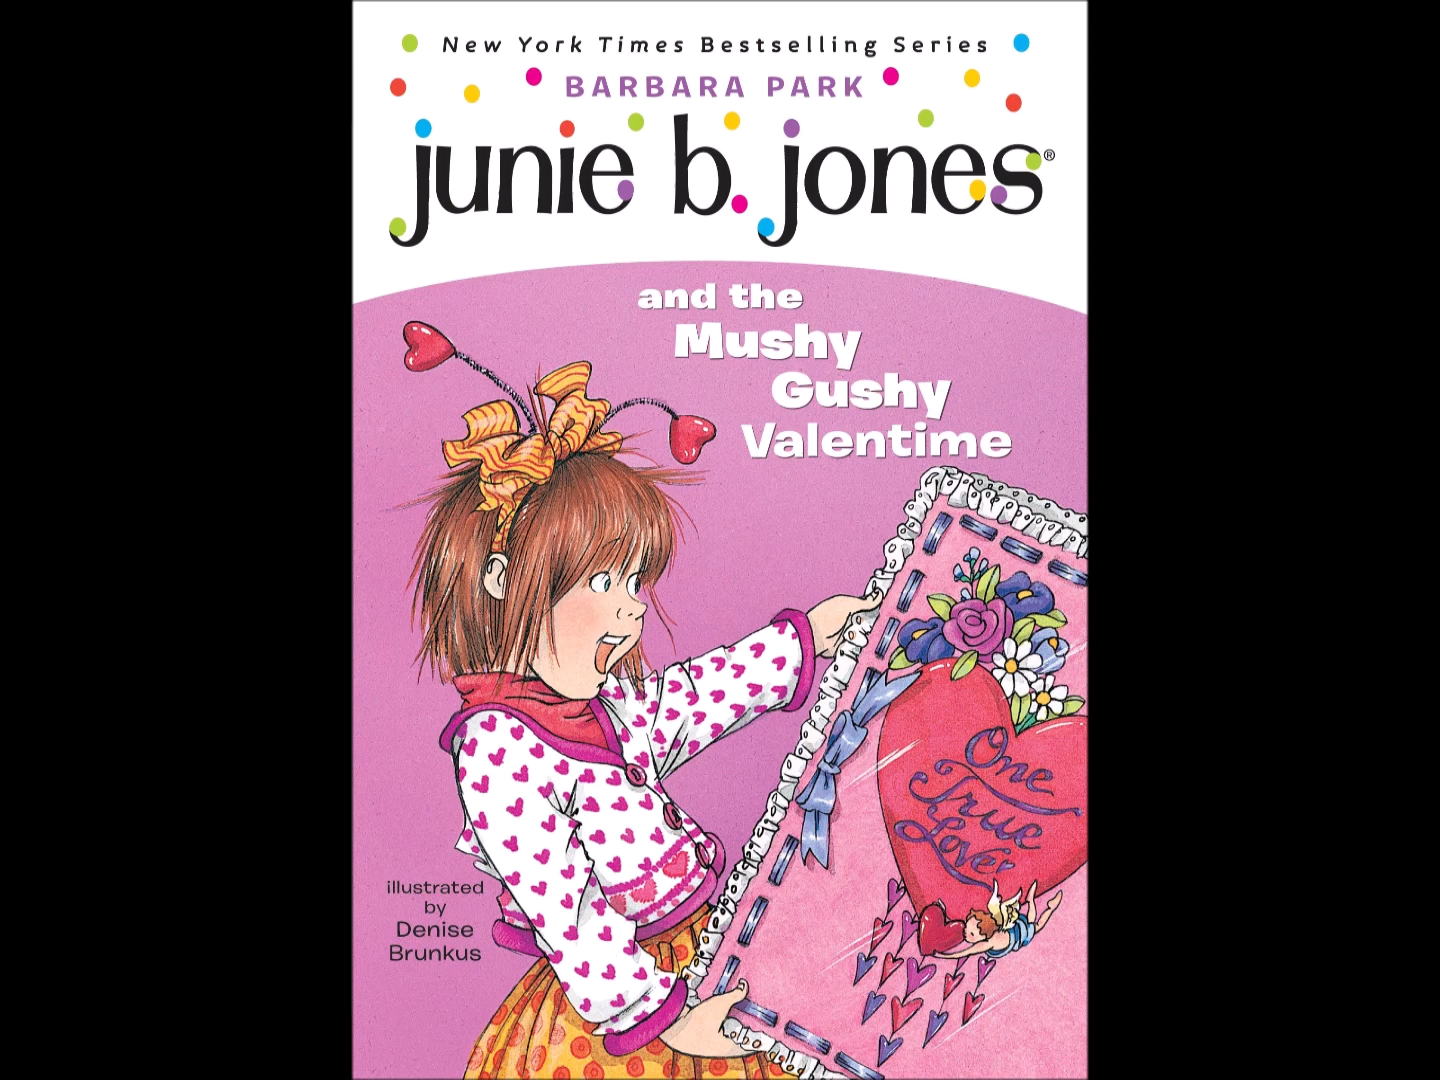 New York Times Bestselling Series
BARBARA PARK
junie b. jones®
and the
Mushy
Gushy
Valentime
One
True
Love
illustrated
by
Denise
Brunkus